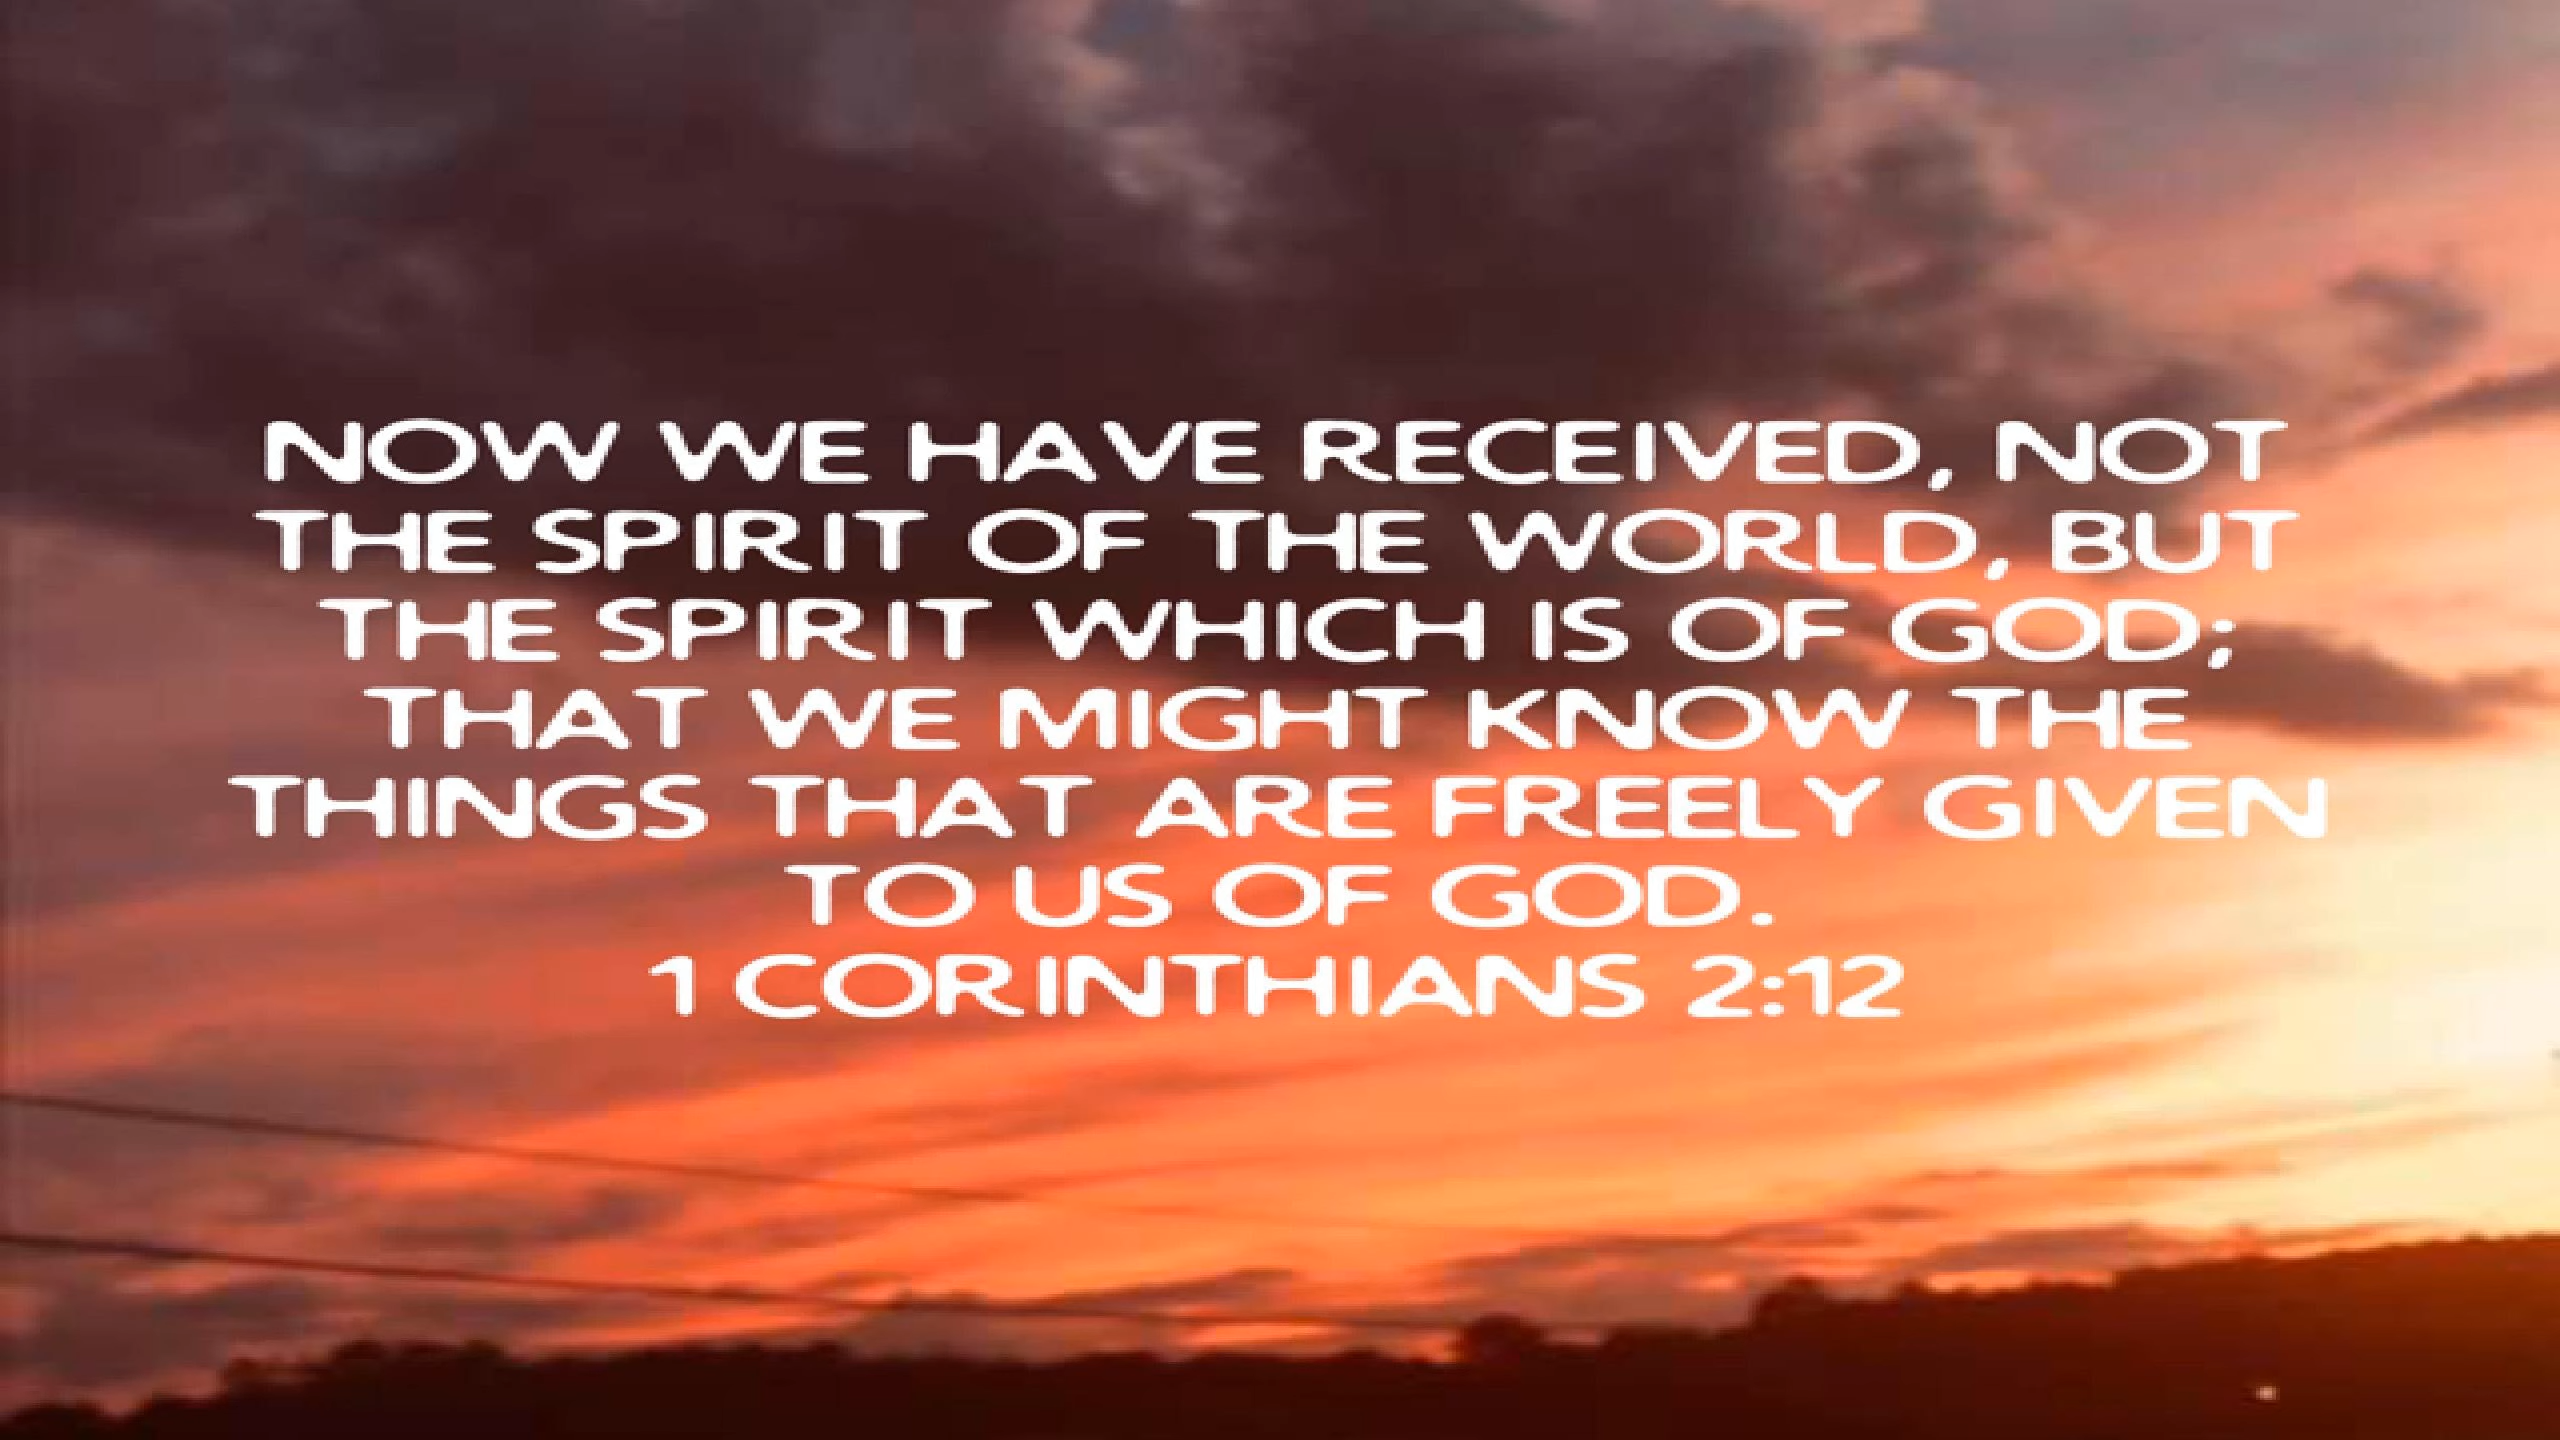 NOW WE HAVE RECEIVED, NOT
THE SPIRIT OF THE WORLD, BUT
THE SPIRIT WHICH IS OF GOD;
THAT WE MIGHT KNOW THE
THINGS THAT ARE FREELY GIVEN
TO US OF GOD.
1 CORINTHIANS 2:12